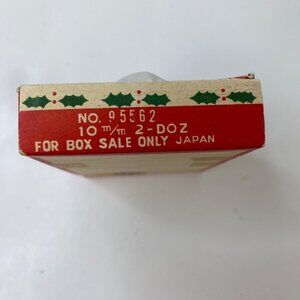 NO. 95562
10 m/m 2-DOZ
FOR BOX SALE ONLY JAPAN